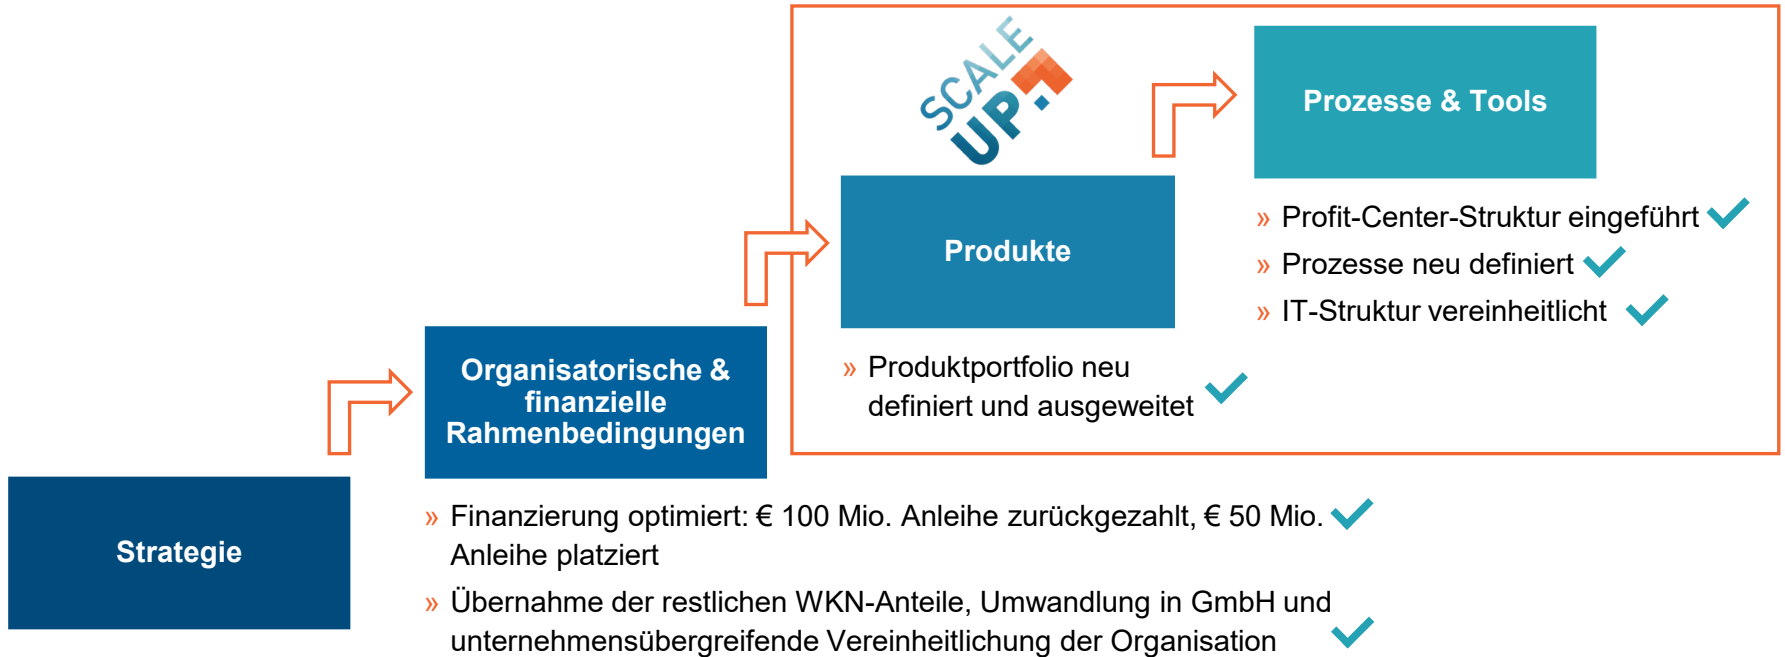 SCALE
UP
Prozesse & Tools
» Profit-Center-Struktur eingeführt
» Prozesse neu definiert
» IT-Struktur vereinheitlicht
Produkte
» Produktportfolio neu
definiert und ausgeweitet
Organisatorische &
finanzielle
Rahmenbedingungen
» Finanzierung optimiert: € 100 Mio. Anleihe zurückgezahlt, € 50 Mio.
Anleihe platziert
» Übernahme der restlichen WKN-Anteile, Umwandlung in GmbH und
unternehmensübergreifende Vereinheitlichung der Organisation
Strategie